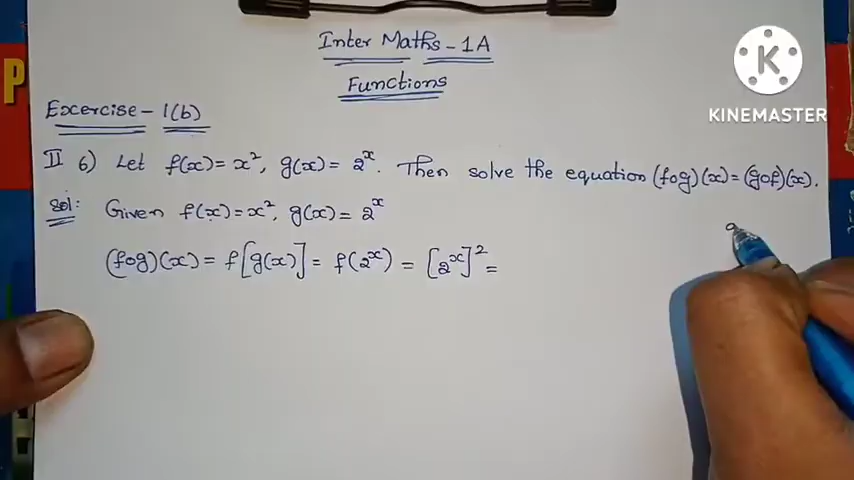 Inter Maths - 1A
Functions
KINEMASTER
Excercise - 1(b)
II 6) Let f(x) = x², g(x) = 2ˣ. Then solve the equation (fog)(x) = (gof)(x).
Sol: Given f(x) = x², g(x) = 2ˣ
(fog)(x) = f[g(x)] = f(2ˣ) = [2ˣ]² =